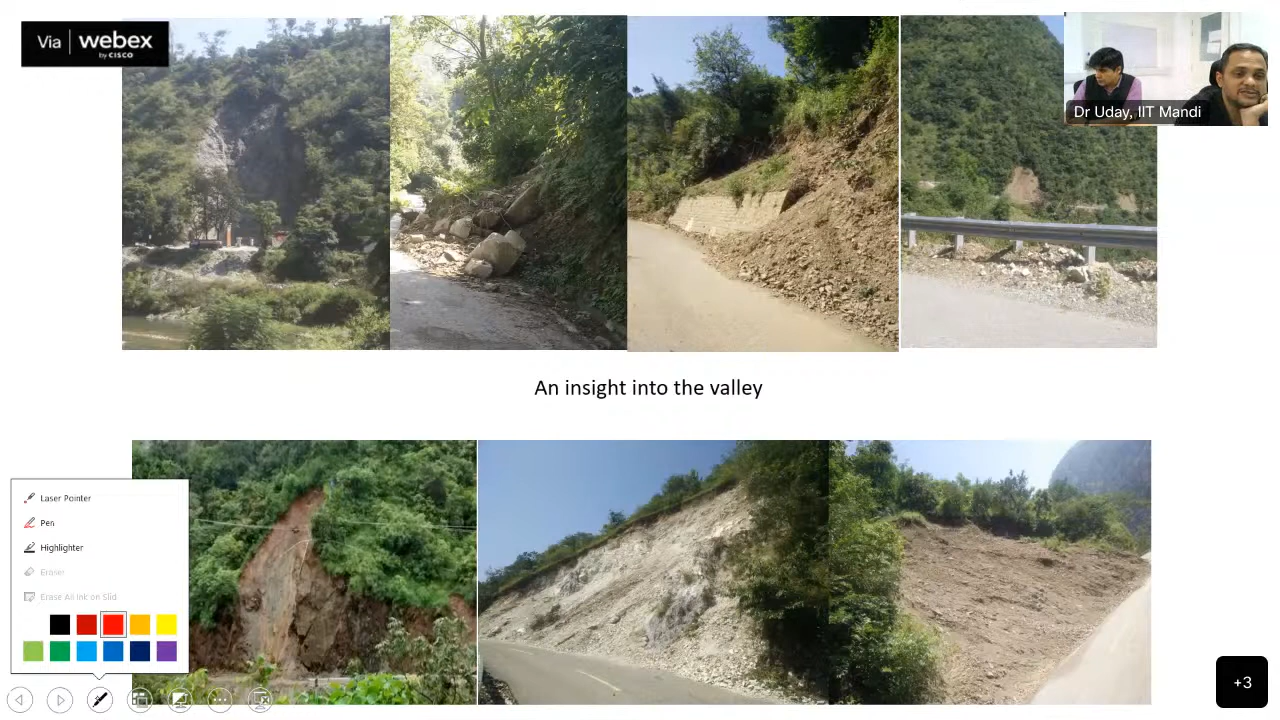 Via webex
by CISCO
Dr Uday, IIT Mandi
An insight into the valley
Laser Pointer
Pen
Highlighter
Eraser
Erase All Ink on Slid
+3